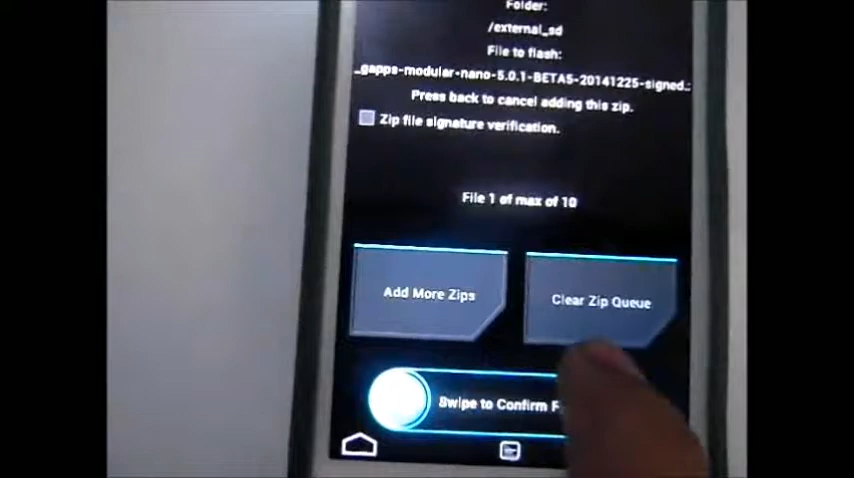 Folder:
/external_sd
File to flash:
_gapps-modular-nano-5.0.1-BETA5-20141225-signed.:
Press back to cancel adding this zip.
Zip file signature verification.
File 1 of max of 10
Add More Zips
Clear Zip Queue
Swipe to Confirm